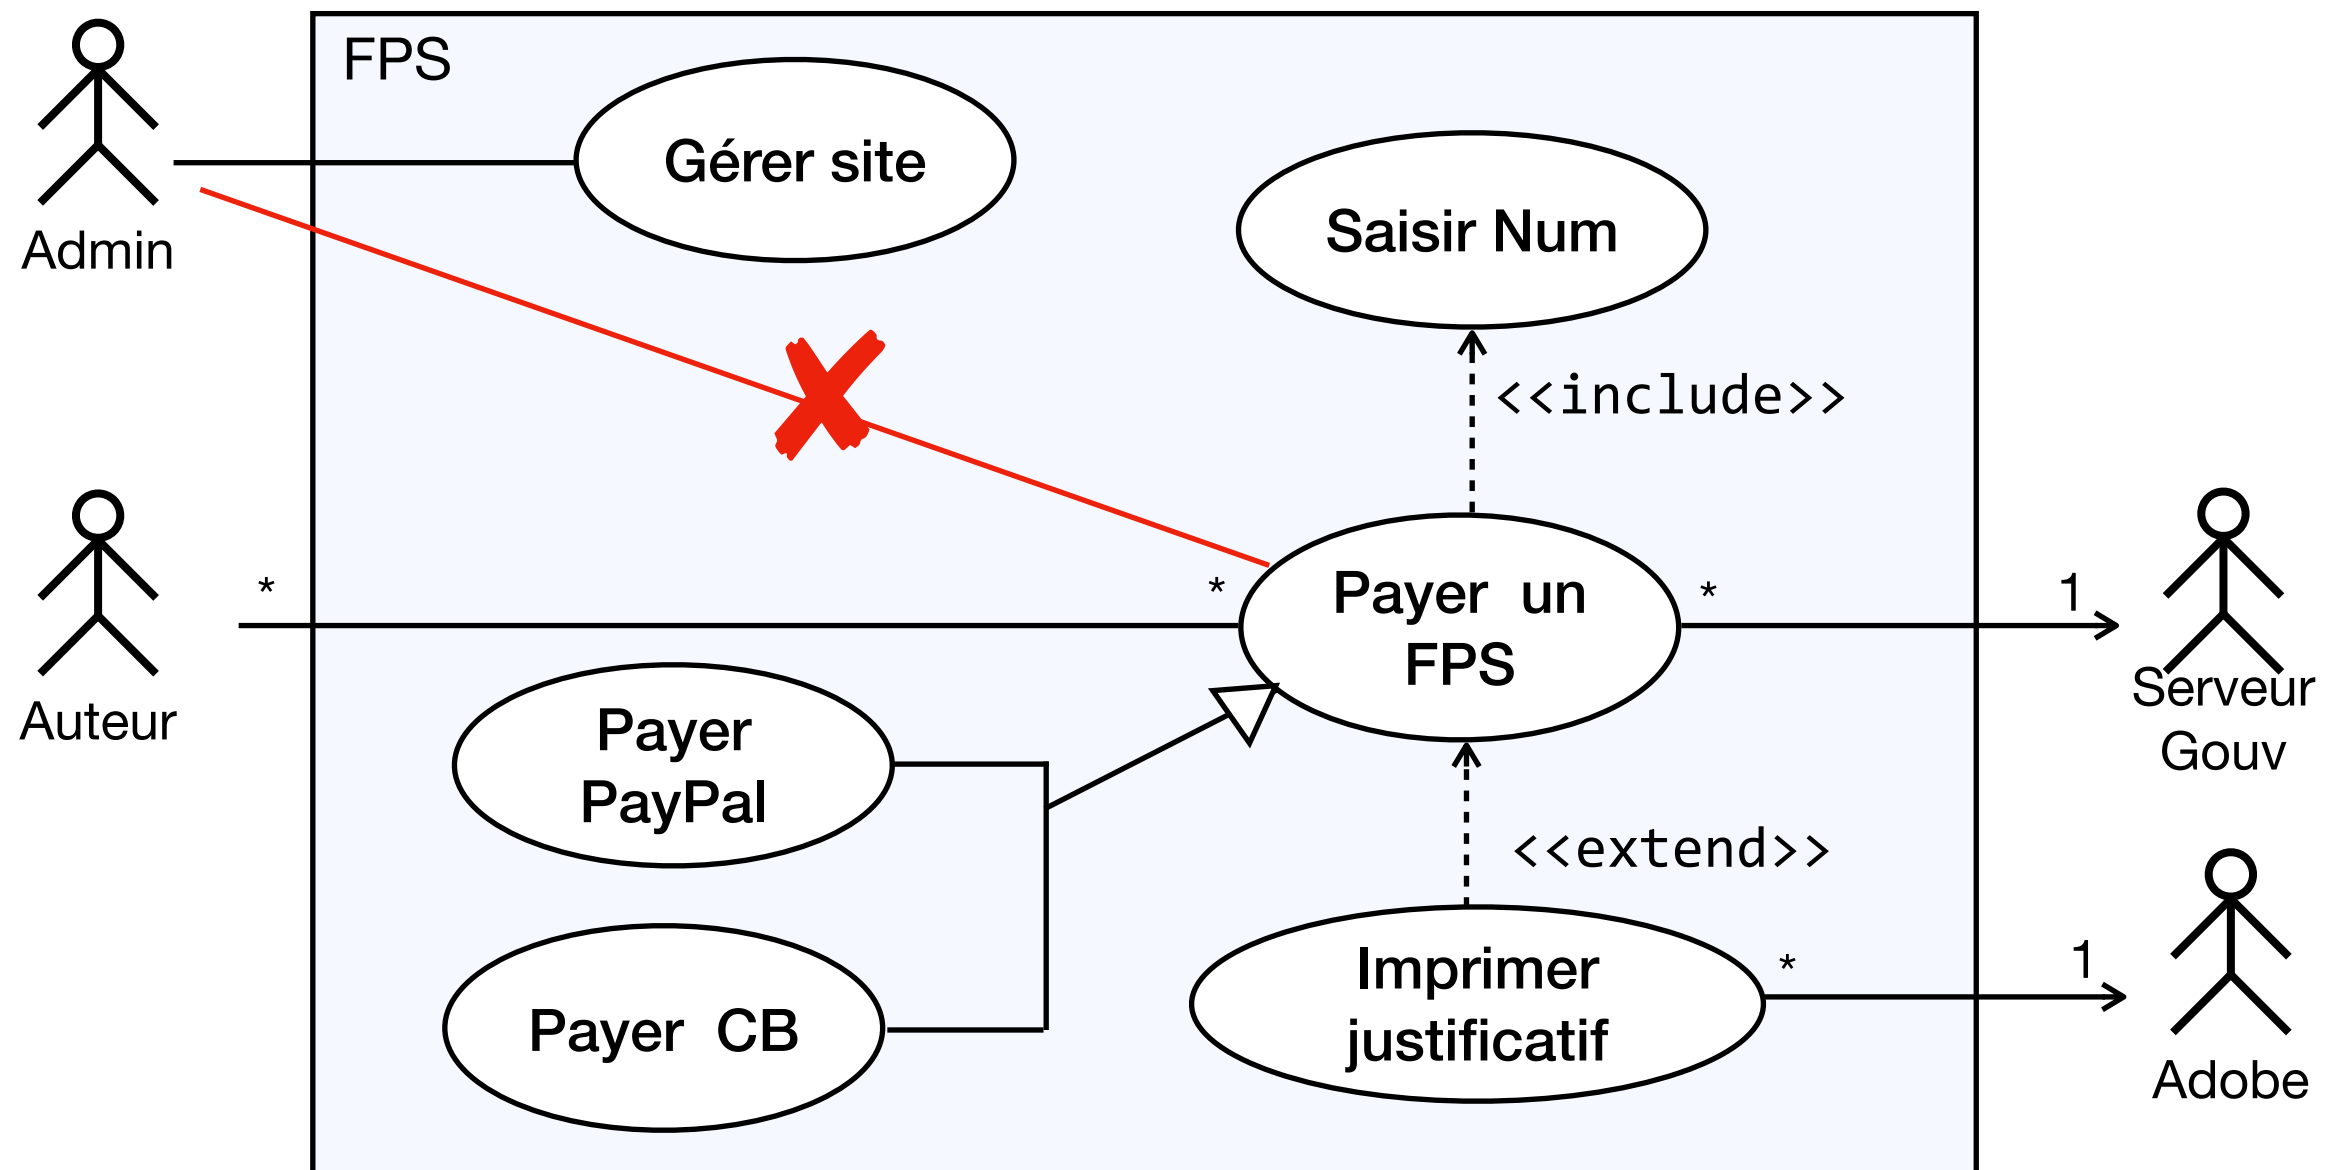 FPS
Gérer site
Admin
Saisir Num
<<include>>
* * * 1
Payer un
FPS
Auteur
Serveur
Gouv
Payer
PayPal
<<extend>>
Imprimer
justificatif
* 1
Payer CB
Adobe